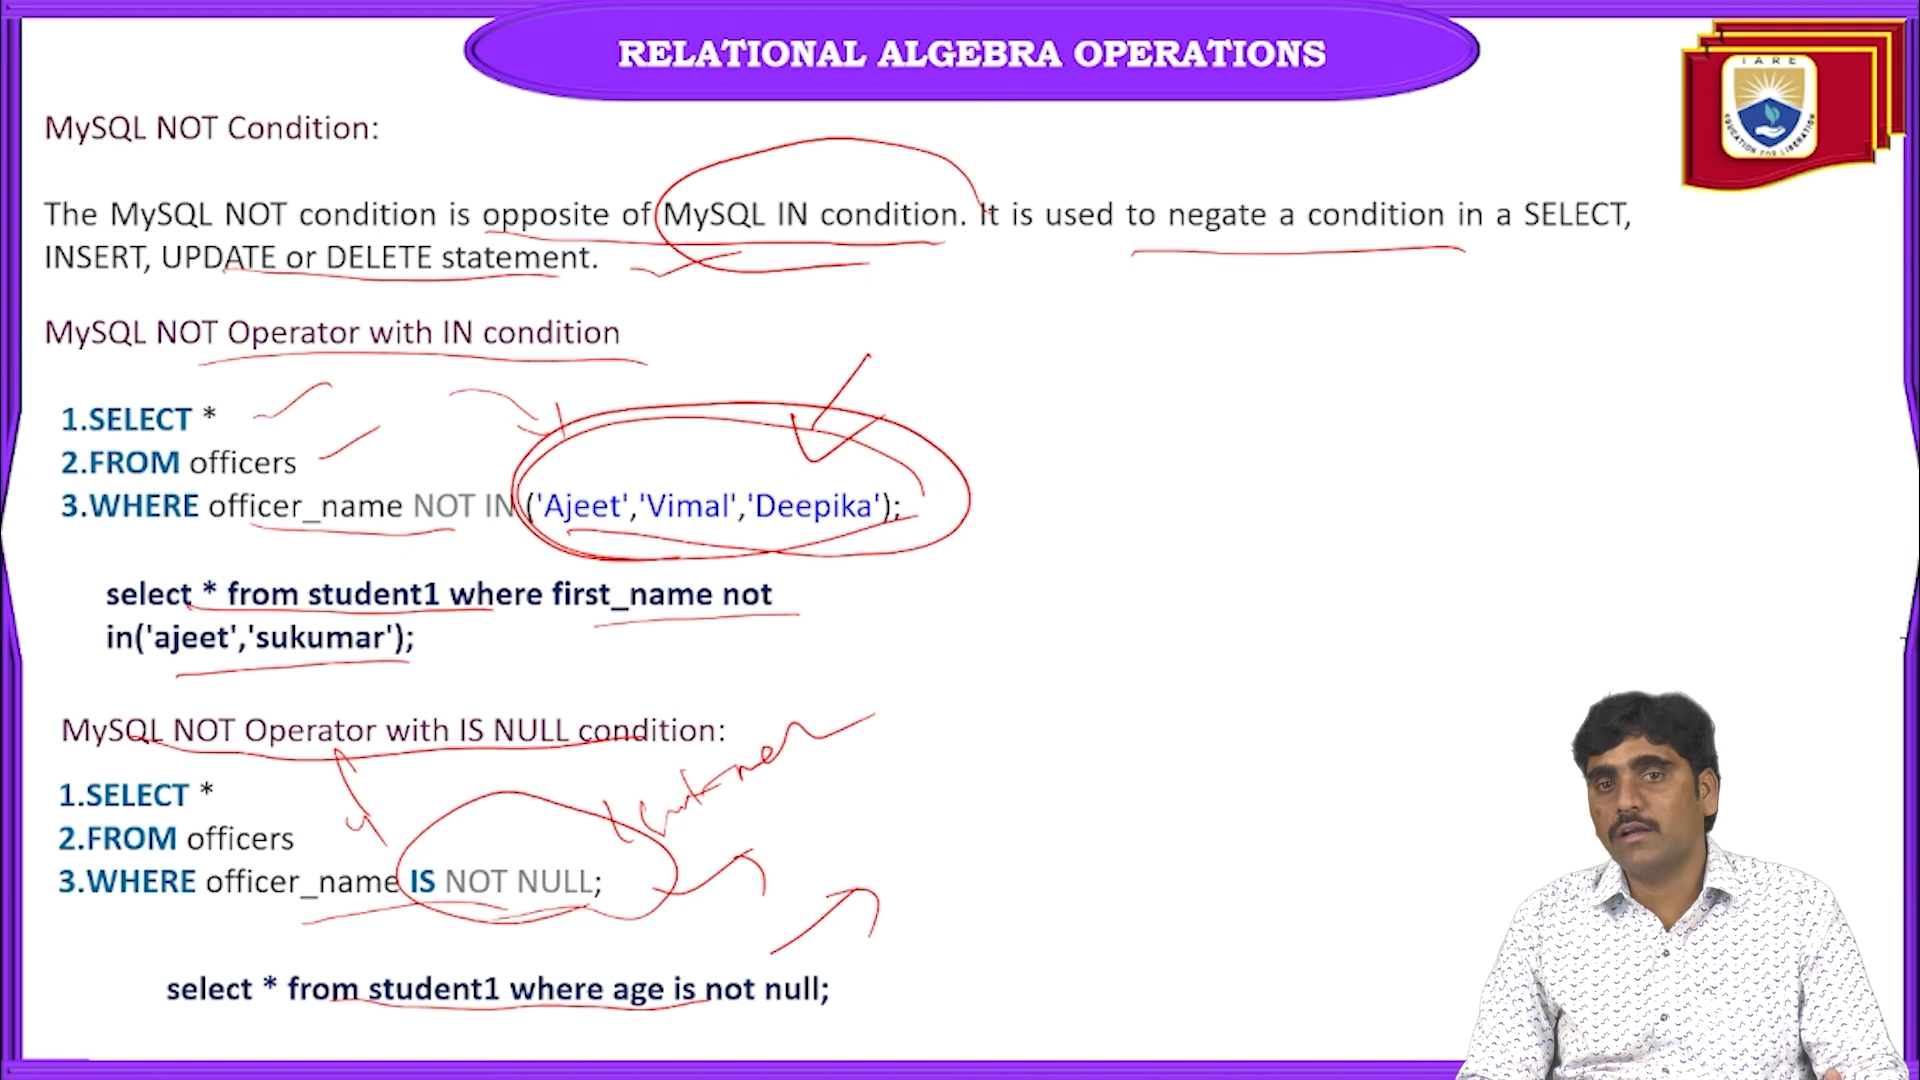 RELATIONAL ALGEBRA OPERATIONS
IARE
EDUCATION FOR LIBERATION
MySQL NOT Condition:
The MySQL NOT condition is opposite of MySQL IN condition. It is used to negate a condition in a SELECT,
INSERT, UPDATE or DELETE statement.
MySQL NOT Operator with IN condition
1.SELECT *
2.FROM officers
3.WHERE officer_name NOT IN ('Ajeet','Vimal','Deepika');
select * from student1 where first_name not
in('ajeet','sukumar');
MySQL NOT Operator with IS NULL condition:
1.SELECT *
2.FROM officers
3.WHERE officer_name IS NOT NULL;
select * from student1 where age is not null;